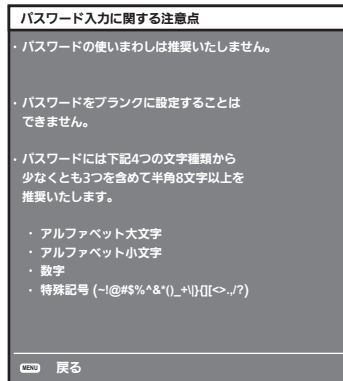 パスワード入力に関する注意点
・パスワードの使いまわしは推奨いたしません。
・パスワードをブランクに設定することは
できません。
・パスワードには下記4つの文字種類から
少なくとも3つを含めて半角8文字以上を
推奨いたします。
・ アルファベット大文字
・ アルファベット小文字
・ 数字
・ 特殊記号 (~!@#$%^&*()_+\|}{][<>.,/?)
MENU 戻る